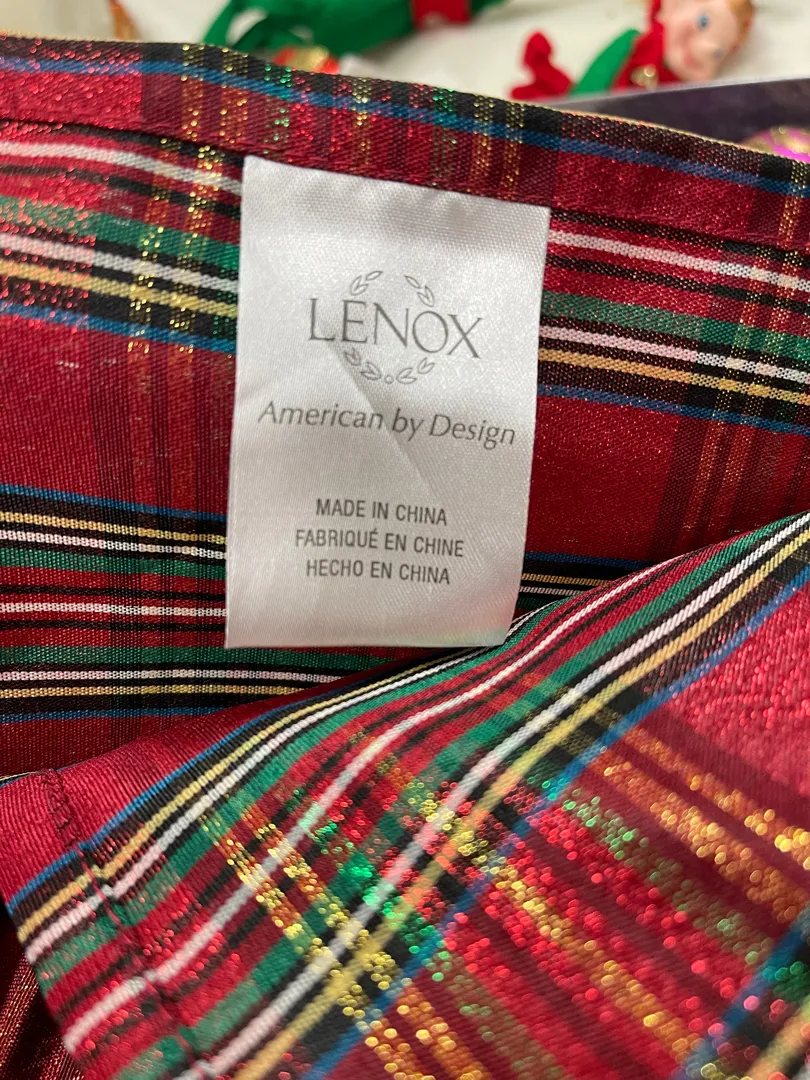 LENOX
American by Design
MADE IN CHINA
FABRIQUÉ EN CHINE
HECHO EN CHINA